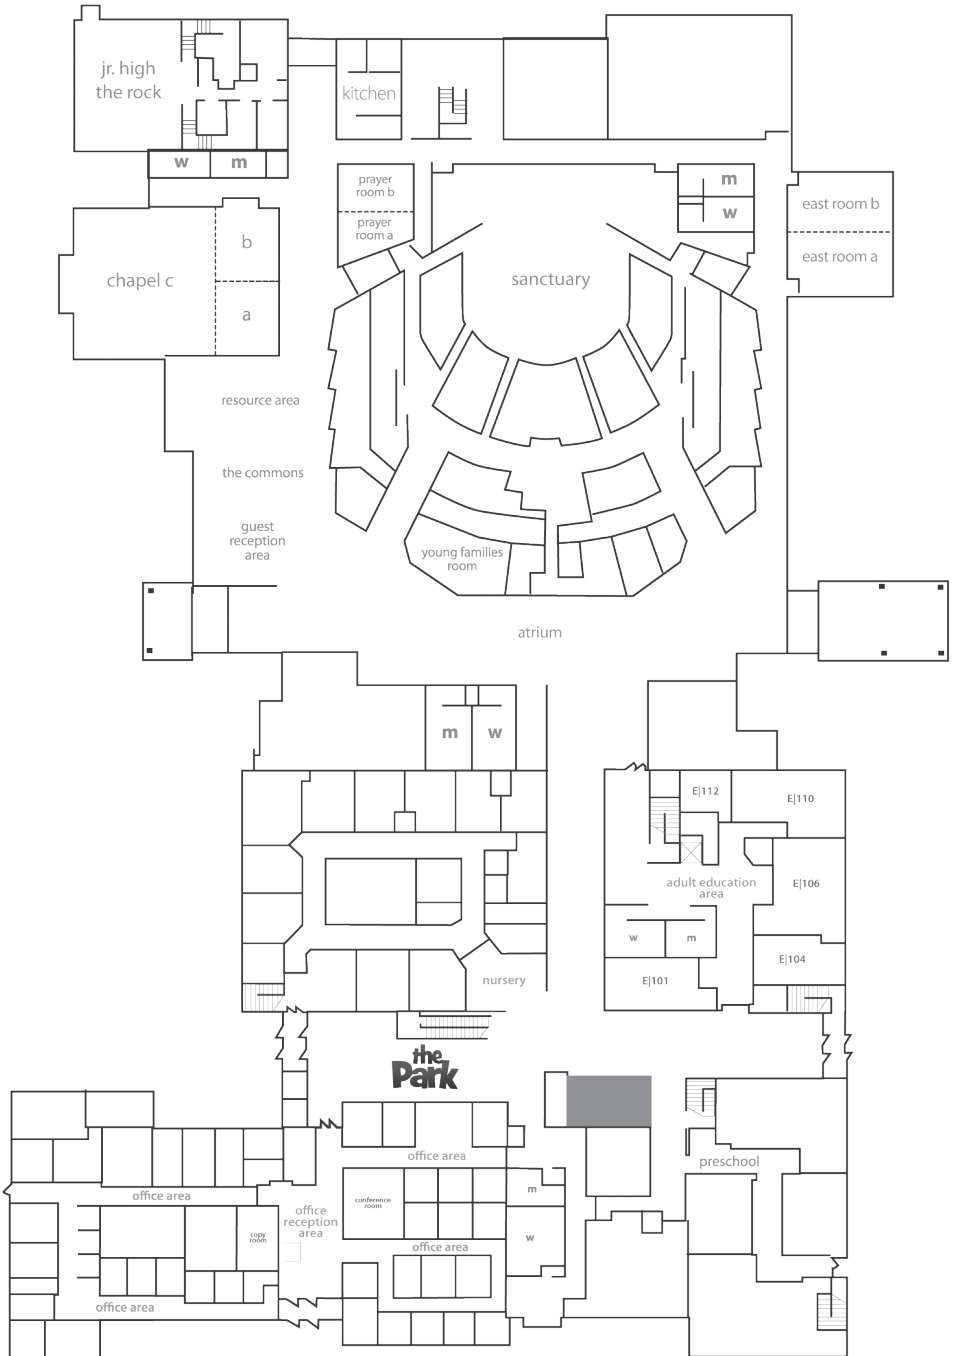 jr. high
the rock
kitchen
w
m
prayer
room b
prayer
room a
m
w
east room b
east room a
chapel c
b
a
sanctuary
resource area
the commons
guest
reception
area
young families
room
atrium
m
w
E|112
E|110
adult education
area
E|106
w
m
E|104
E|101
nursery
the
Park
office area
preschool
office area
conference
room
m
office
reception
area
copy
room
w
office area
office area